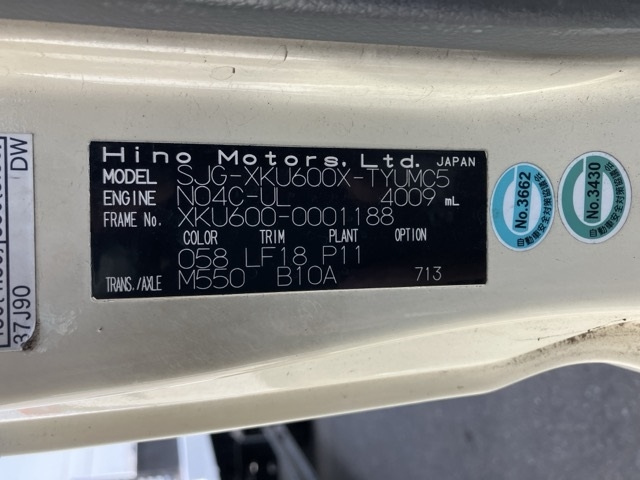 Hino Motors, Ltd. JAPAN
MODEL SJG-XKU600X-TYUMC5
ENGINE N04C-UL 4009 mL
FRAME No. XKU600-0001188
COLOR TRIM PLANT OPTION
058 LF18 P11
TRANS./AXLE M550 B10A 713
No.3662
No.3430
DW
37J90